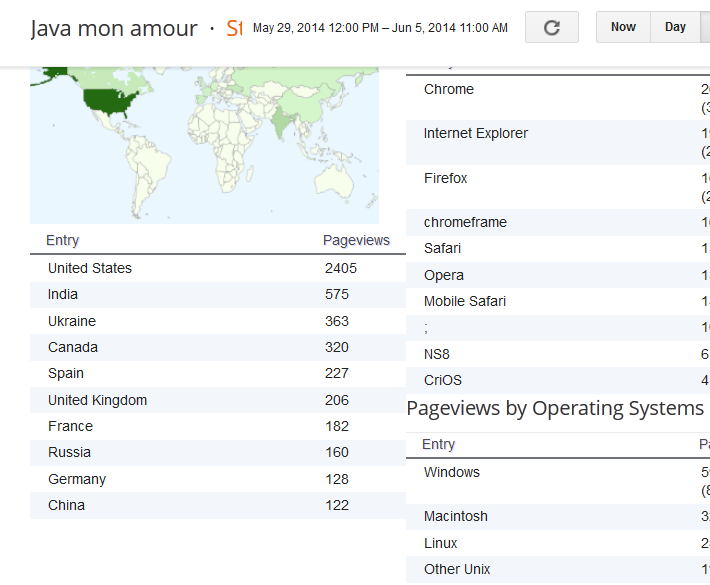 Java mon amour · St May 29, 2014 12:00 PM – Jun 5, 2014 11:00 AM Now Day
Entry Pageviews
United States 2405
India 575
Ukraine 363
Canada 320
Spain 227
United Kingdom 206
France 182
Russia 160
Germany 128
China 122
Chrome
Internet Explorer
Firefox
chromeframe
Safari
Opera
Mobile Safari
;
NS8
CriOS
Pageviews by Operating Systems
Entry
Windows
Macintosh
Linux
Other Unix